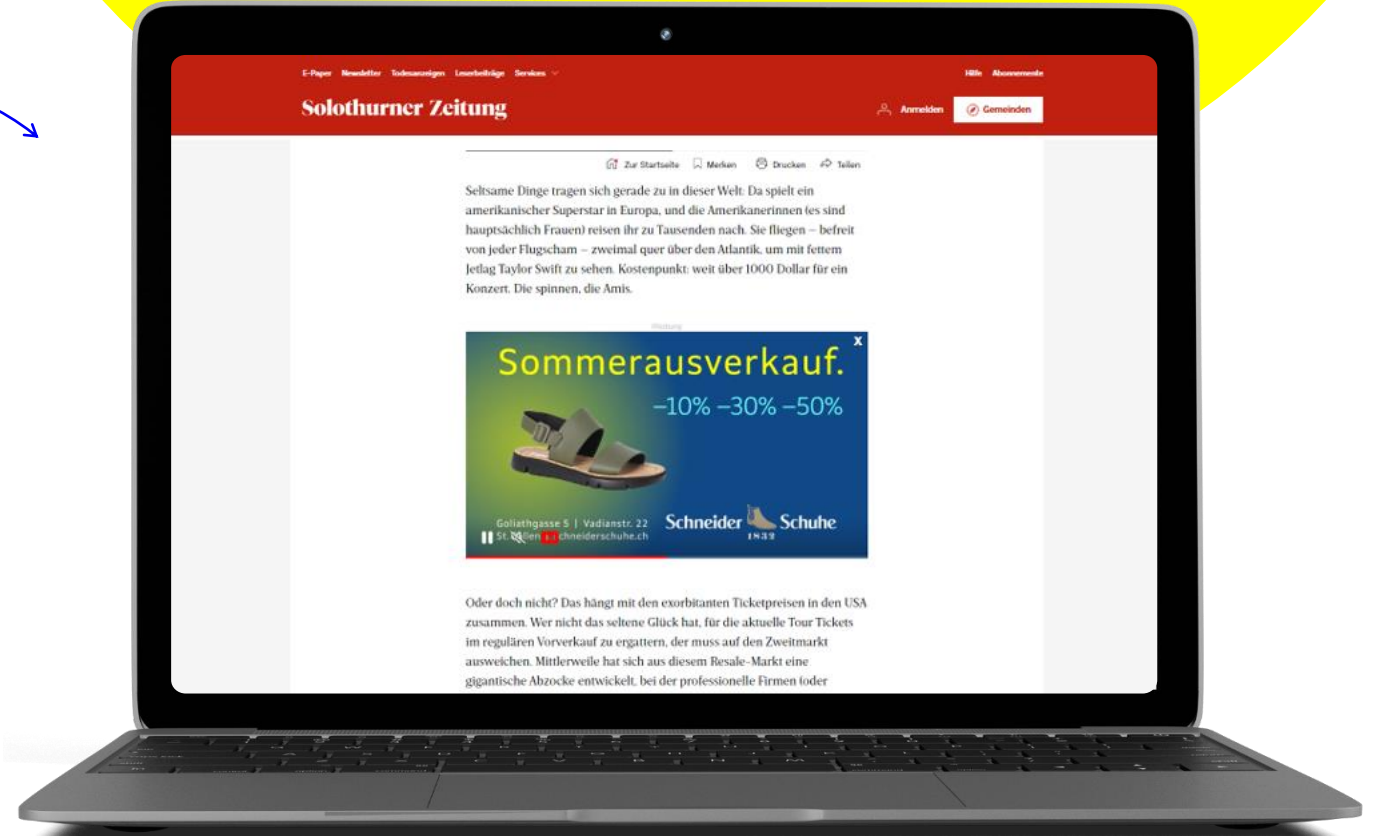 E-Paper Newsletter Todesanzeigen Leserbeiträge Services
Hilfe Abonnemente
Solothurner Zeitung
Anmelden
Gemeinden
Zur Startseite Merken Drucken Teilen
Seltsame Dinge tragen sich gerade zu in dieser Welt: Da spielt ein
amerikanischer Superstar in Europa, und die Amerikanerinnen (es sind
hauptsächlich Frauen) reisen ihr zu Tausenden nach. Sie fliegen – befreit
von jeder Flugscham – zweimal quer über den Atlantik, um mit fettem
Jetlag Taylor Swift zu sehen. Kostenpunkt: weit über 1000 Dollar für ein
Konzert. Die spinnen, die Amis.
Werbung
X
Sommerausverkauf.
–10% –30% –50%
Goliathgasse 5 | Vadianstr. 22
St. schneiderschuhe.ch
Schneider Schuhe
1832
Oder doch nicht? Das hängt mit den exorbitanten Ticketpreisen in den USA
zusammen. Wer nicht das seltene Glück hat, für die aktuelle Tour Tickets
im regulären Vorverkauf zu ergattern, der muss auf den Zweitmarkt
ausweichen. Mittlerweile hat sich aus diesem Resale-Markt eine
gigantische Abzocke entwickelt, bei der professionelle Firmen (oder